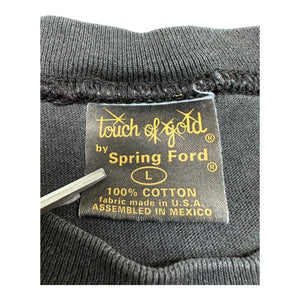 touch of gold®
by
Spring Ford®
L
100% COTTON
fabric made in U.S.A.
ASSEMBLED IN MEXICO